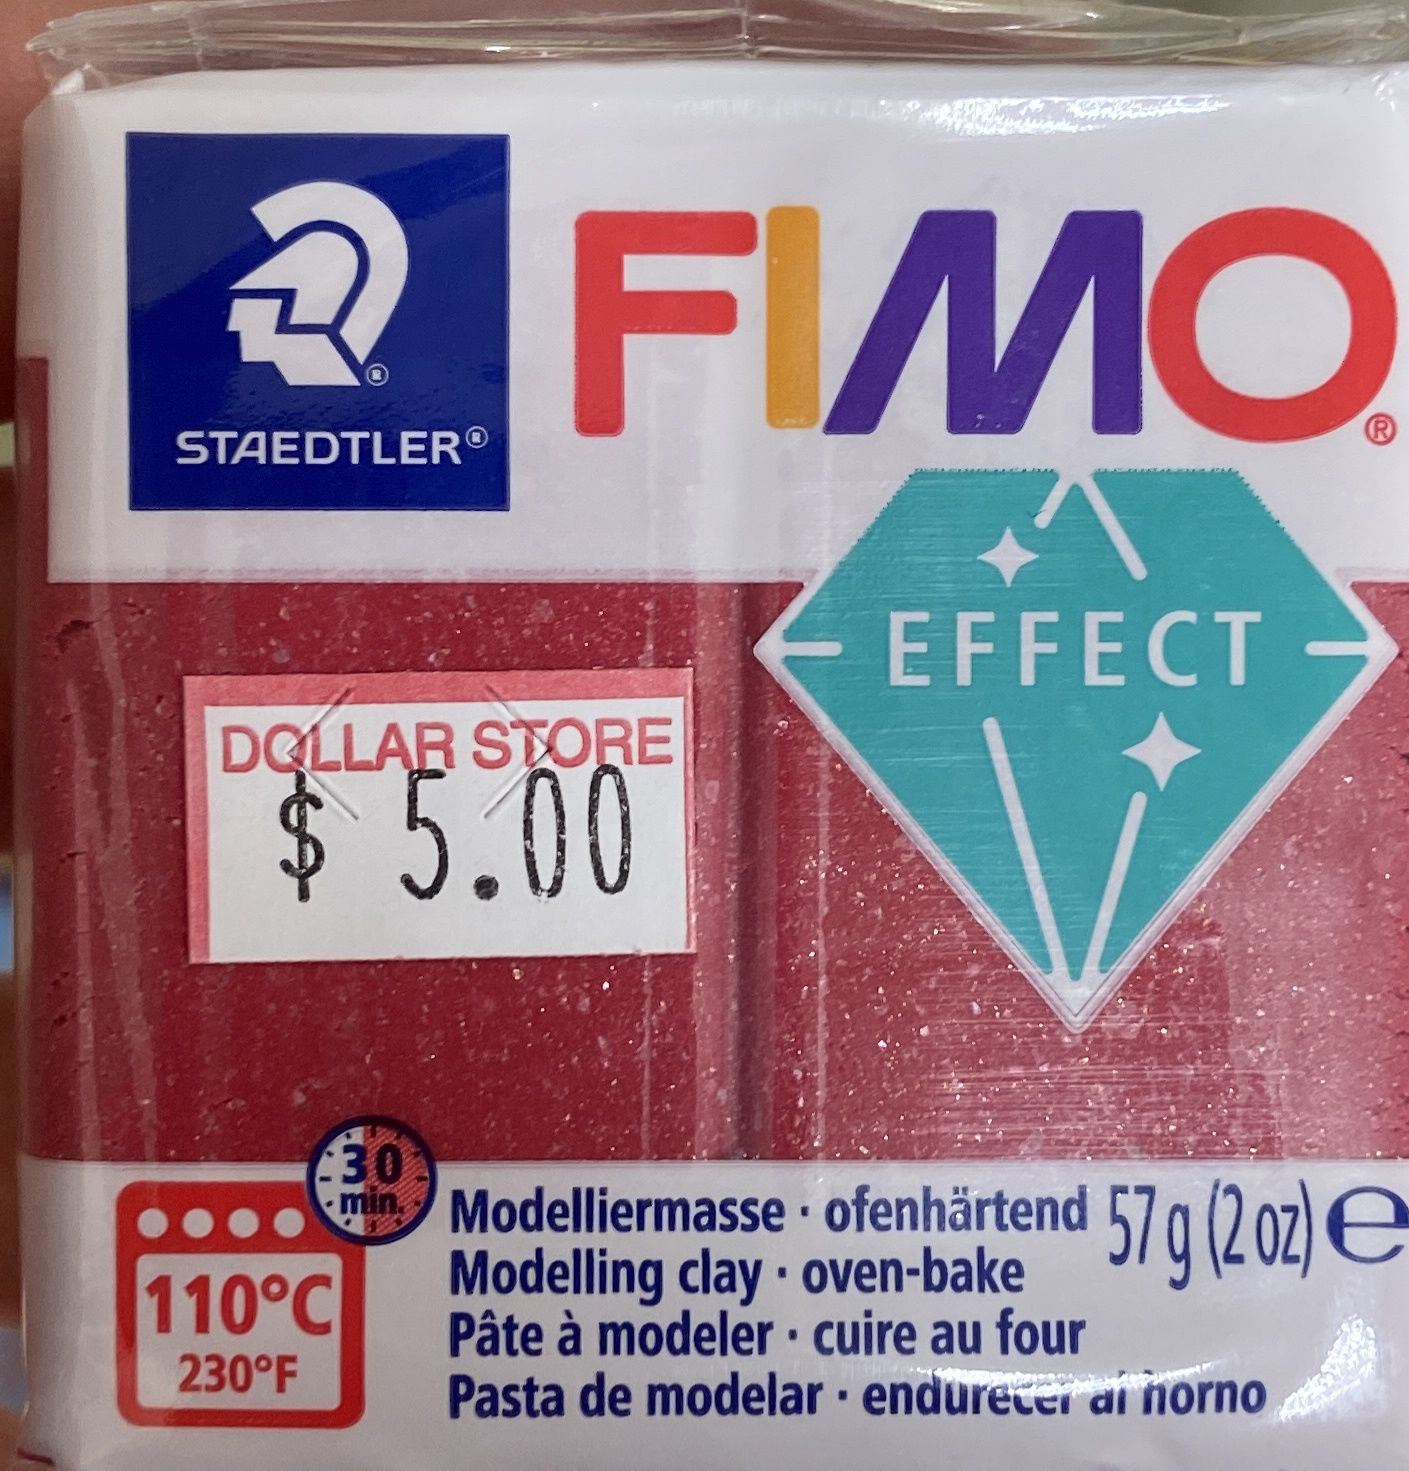 STAEDTLER®
FIMO®
EFFECT
DOLLAR STORE
$ 5.00
30
min.
110°C
230°F
Modelliermasse · ofenhärtend
57 g (2 oz) ℮
Modelling clay · oven-bake
Pâte à modeler · cuire au four
Pasta de modelar · endurecer al horno